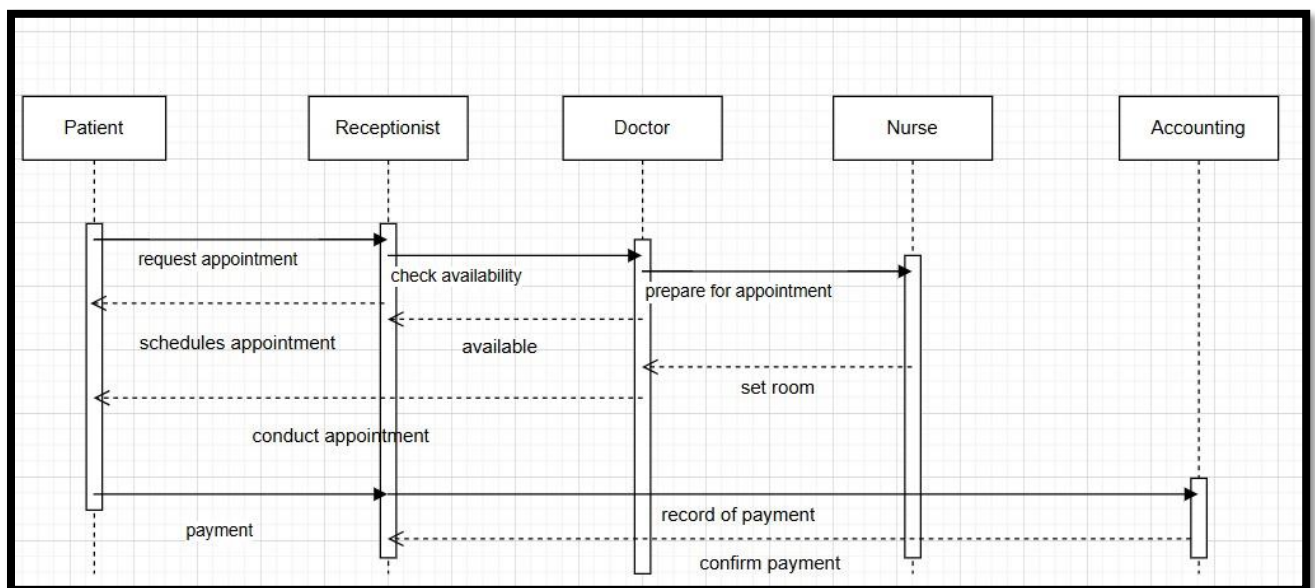 Patient
Receptionist
Doctor
Nurse
Accounting
request appointment
check availability
prepare for appointment
schedules appointment
available
set room
conduct appointment
payment
record of payment
confirm payment